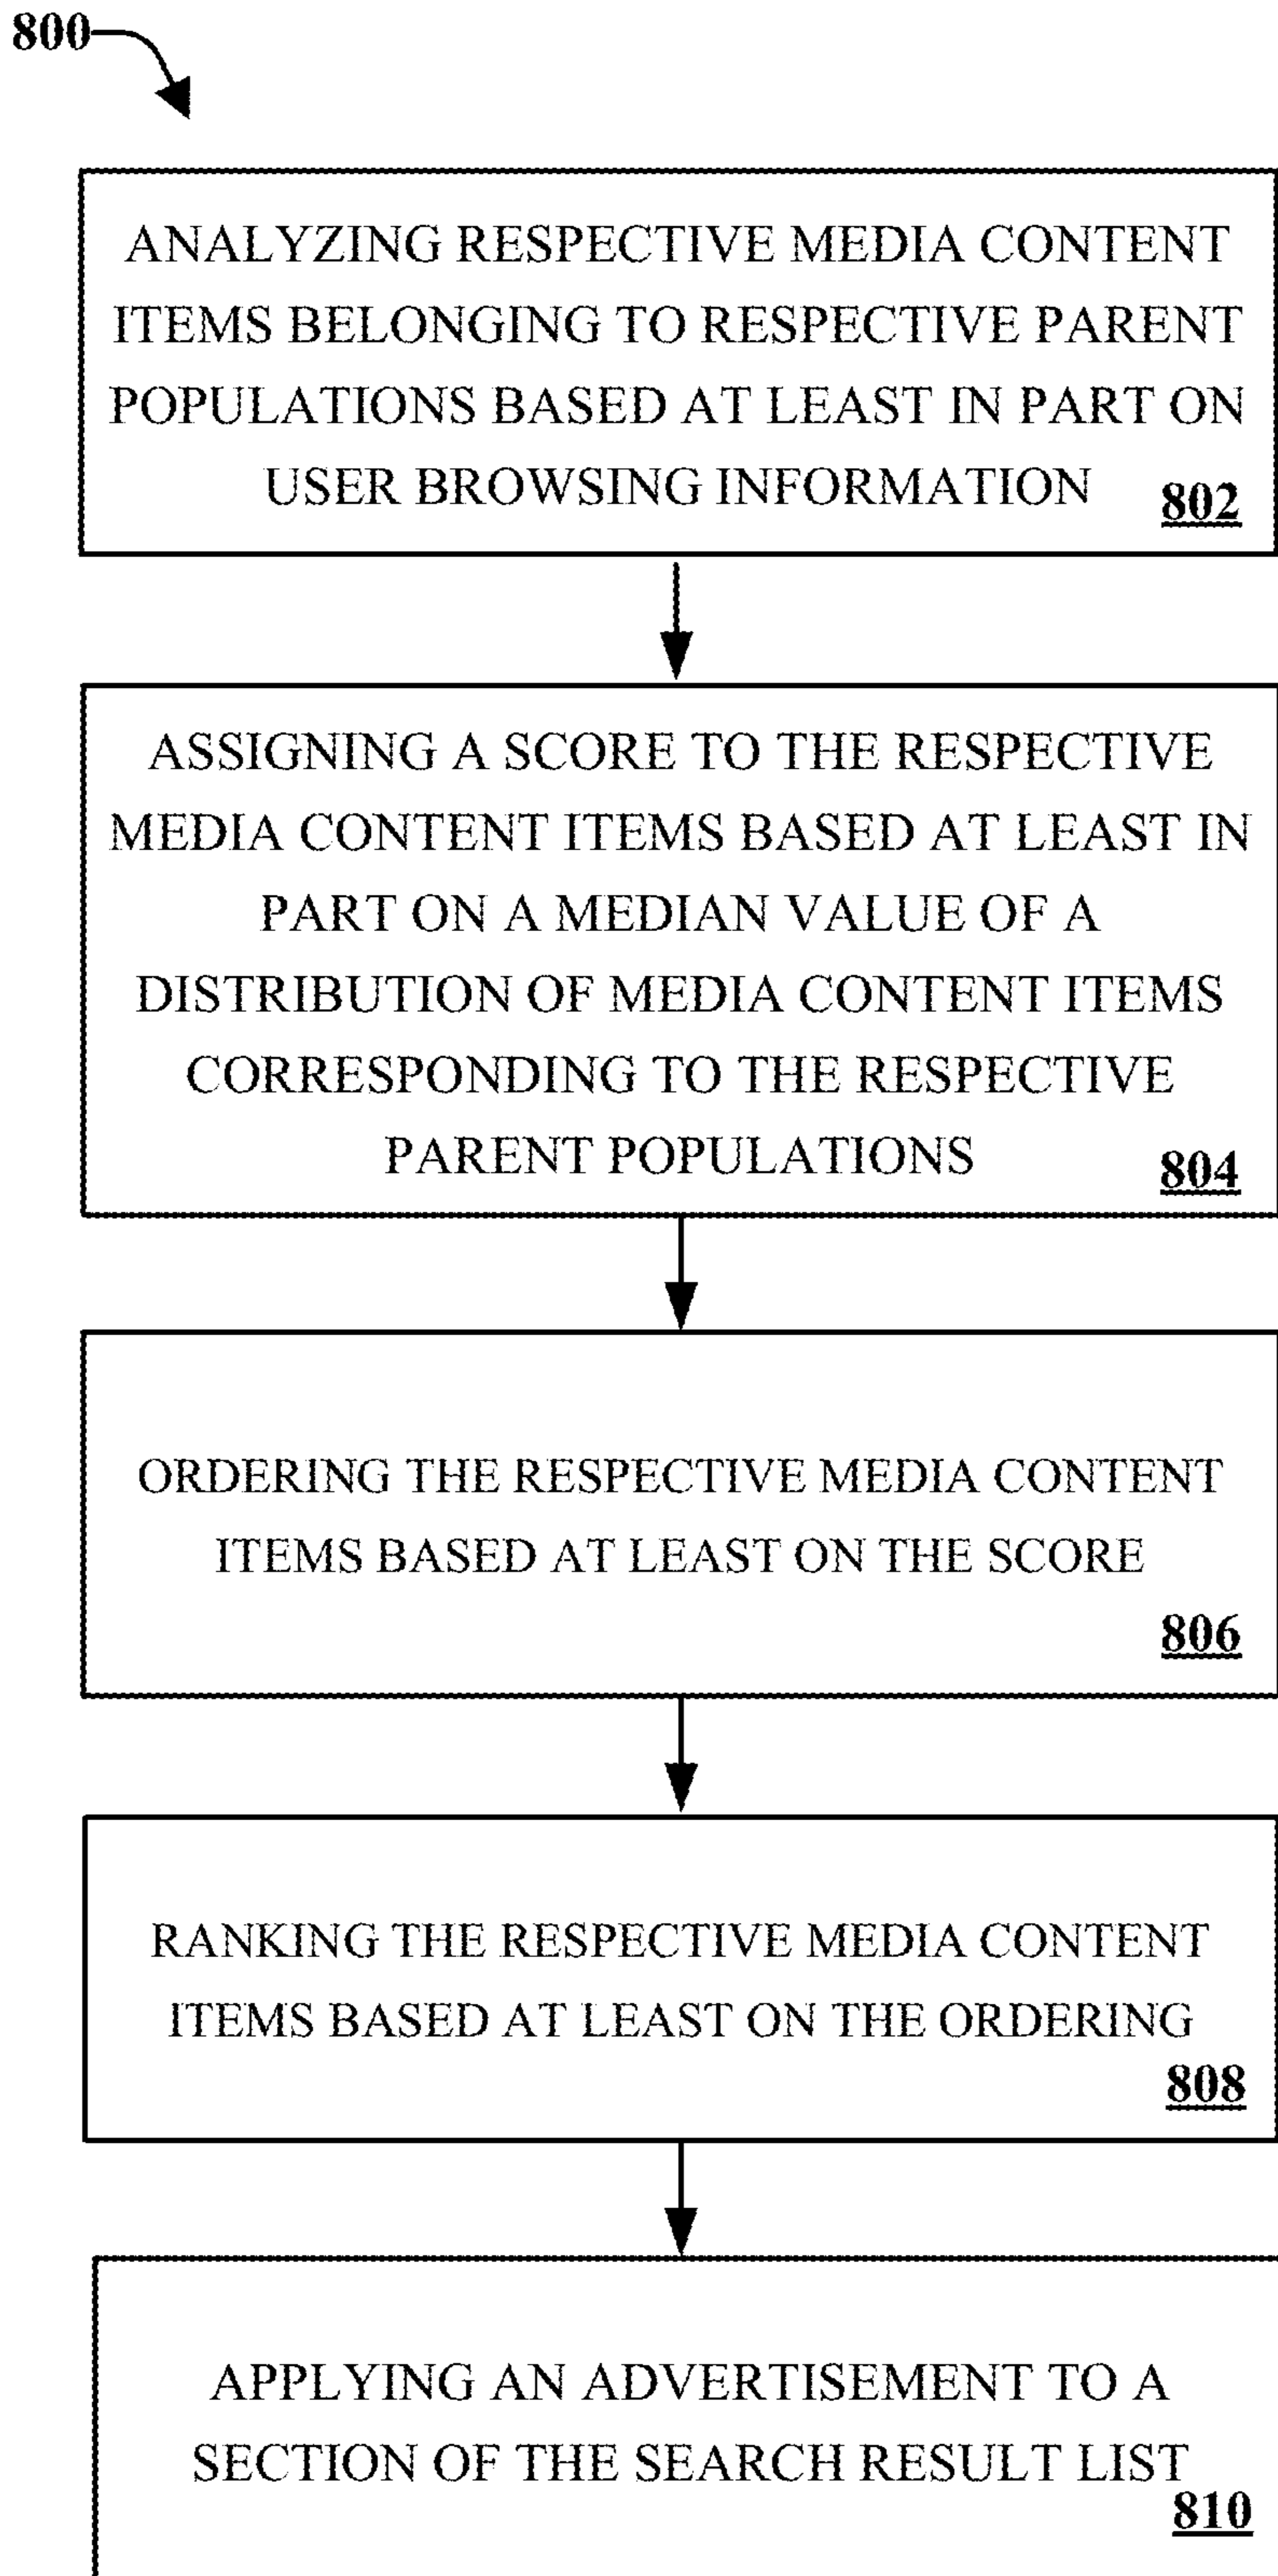 800
ANALYZING RESPECTIVE MEDIA CONTENT
ITEMS BELONGING TO RESPECTIVE PARENT
POPULATIONS BASED AT LEAST IN PART ON
USER BROWSING INFORMATION
802
ASSIGNING A SCORE TO THE RESPECTIVE
MEDIA CONTENT ITEMS BASED AT LEAST IN
PART ON A MEDIAN VALUE OF A
DISTRIBUTION OF MEDIA CONTENT ITEMS
CORRESPONDING TO THE RESPECTIVE
PARENT POPULATIONS
804
ORDERING THE RESPECTIVE MEDIA CONTENT
ITEMS BASED AT LEAST ON THE SCORE
806
RANKING THE RESPECTIVE MEDIA CONTENT
ITEMS BASED AT LEAST ON THE ORDERING
808
APPLYING AN ADVERTISEMENT TO A
SECTION OF THE SEARCH RESULT LIST
810